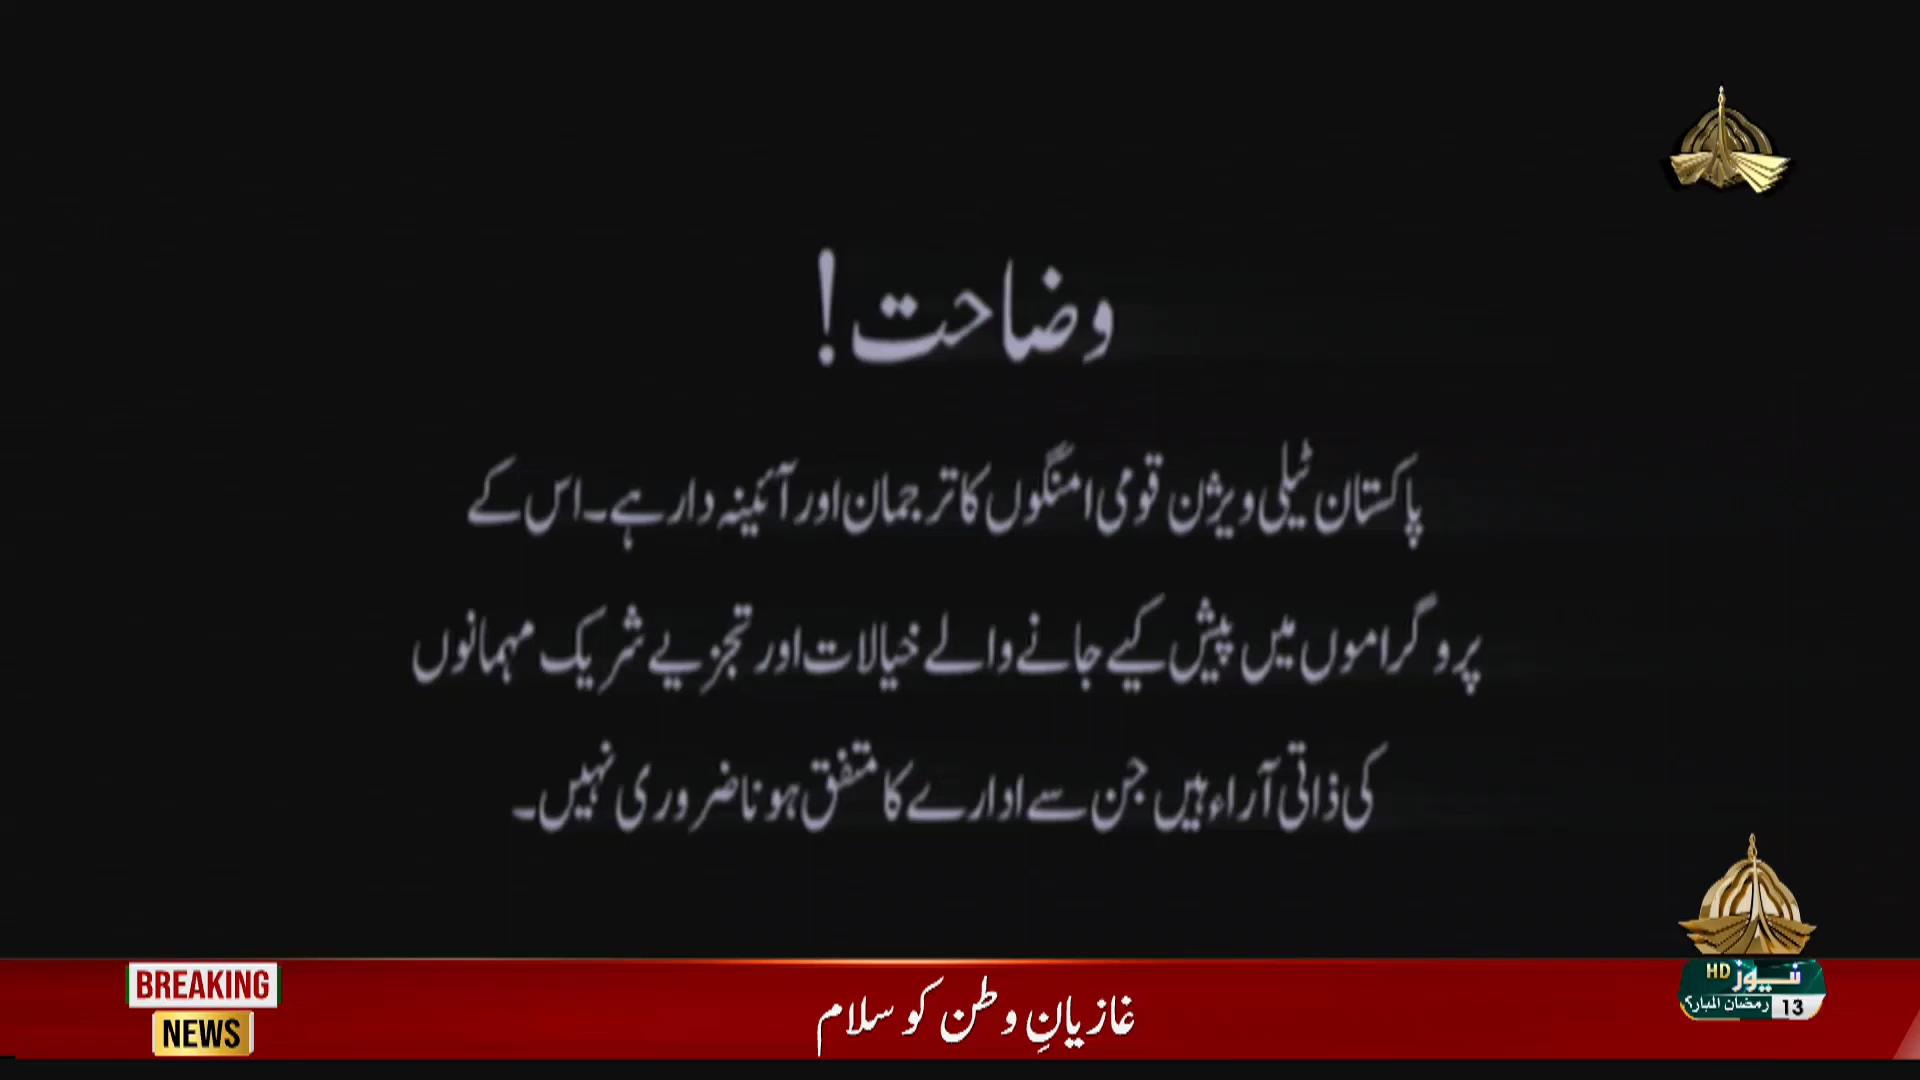 وضاحت!
پاکستان ٹیلی ویژن قومی امنگوں کا ترجمان اور آئینہ دار ہے۔ اس کے
پروگراموں میں پیش کیے جانے والے خیالات اور تجزیے شریک مہمانوں
کی ذاتی آراء ہیں جن سے ادارے کا متفق ہونا ضروری نہیں۔
نیوز HD
13 رمضان المبارک
BREAKING
NEWS
غازیانِ وطن کو سلام